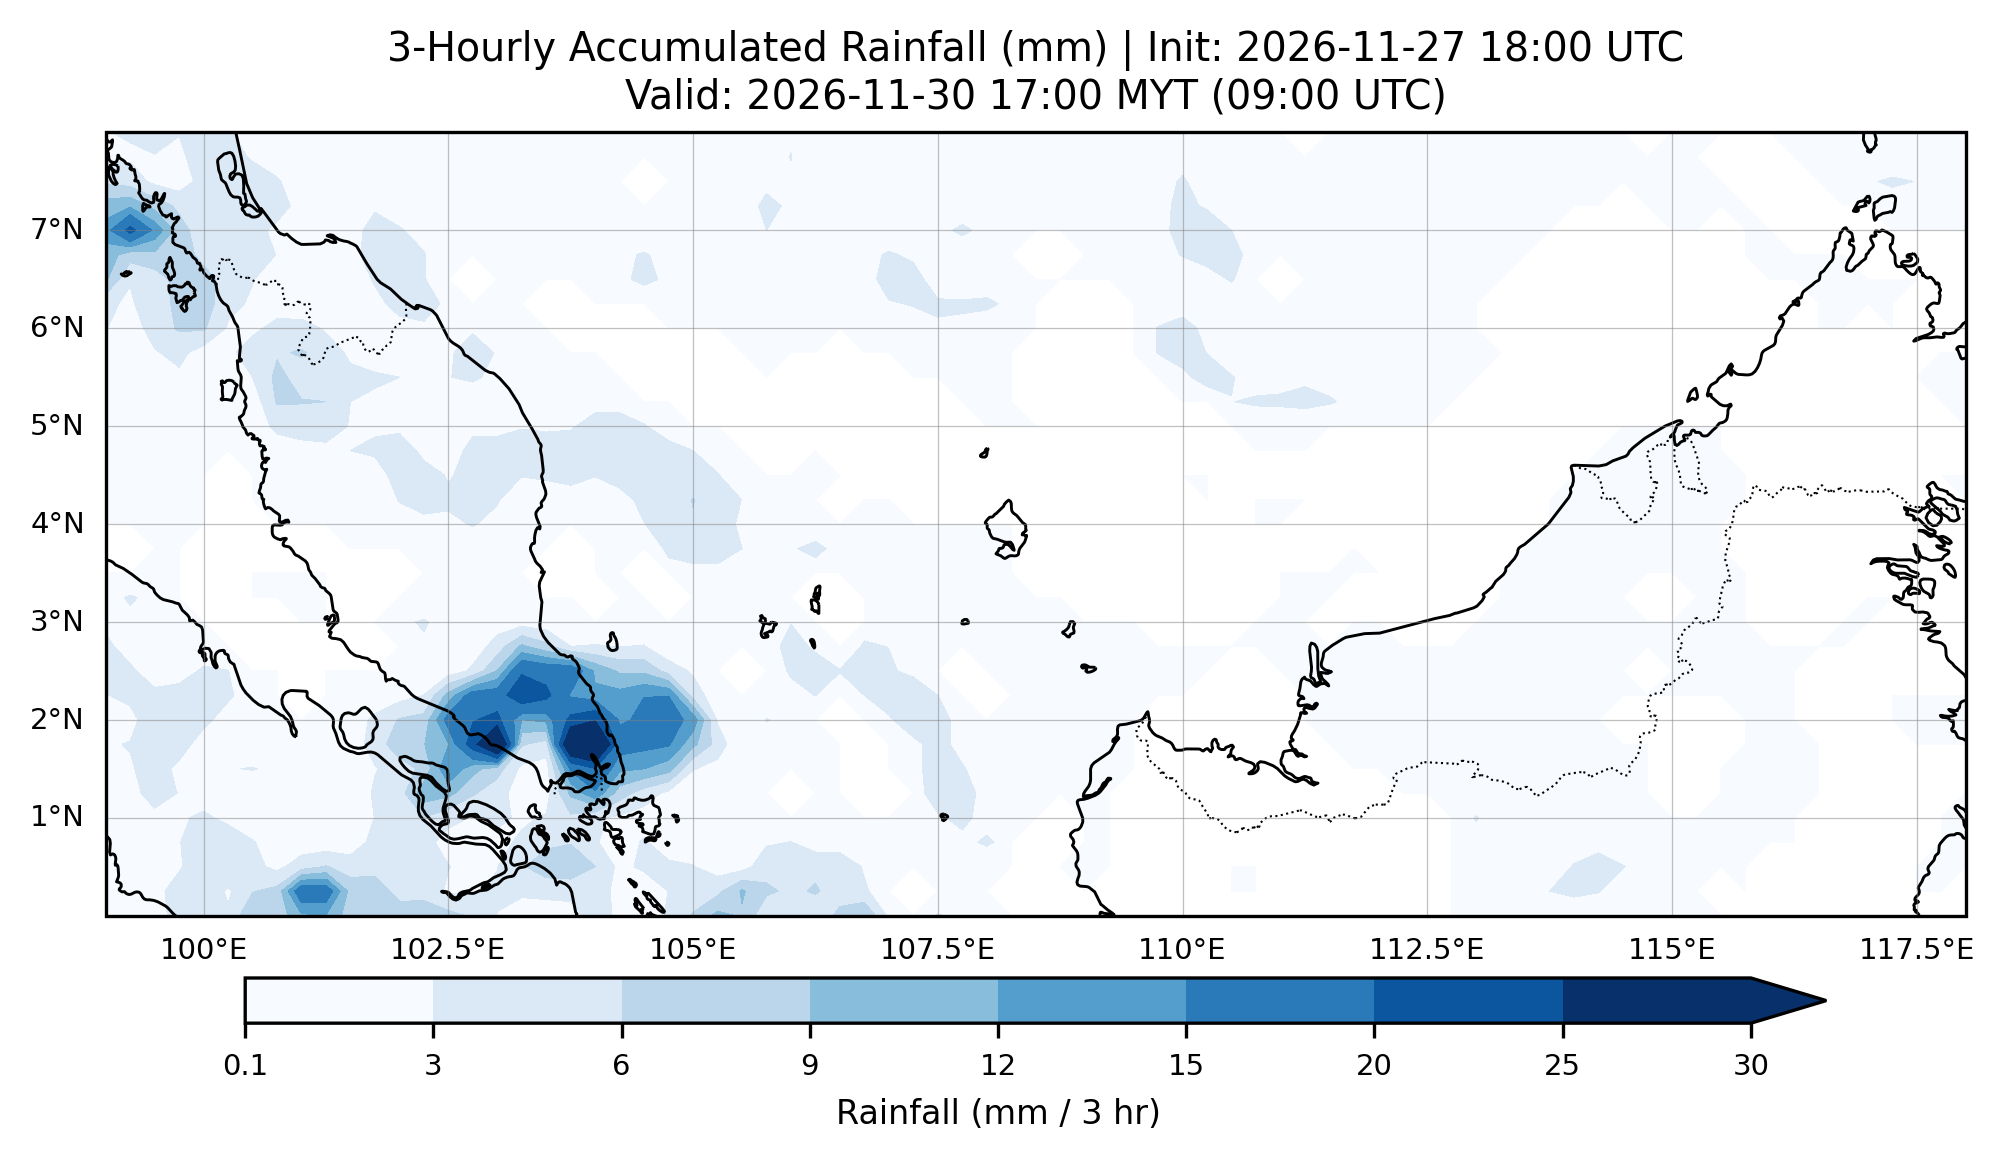 3-Hourly Accumulated Rainfall (mm) | Init: 2026-11-27 18:00 UTC
Valid: 2026-11-30 17:00 MYT (09:00 UTC)
7°N
6°N
5°N
4°N
3°N
2°N
1°N
100°E 102.5°E 105°E 107.5°E 110°E 112.5°E 115°E 117.5°E
0.1 3 6 9 12 15 20 25 30
Rainfall (mm / 3 hr)